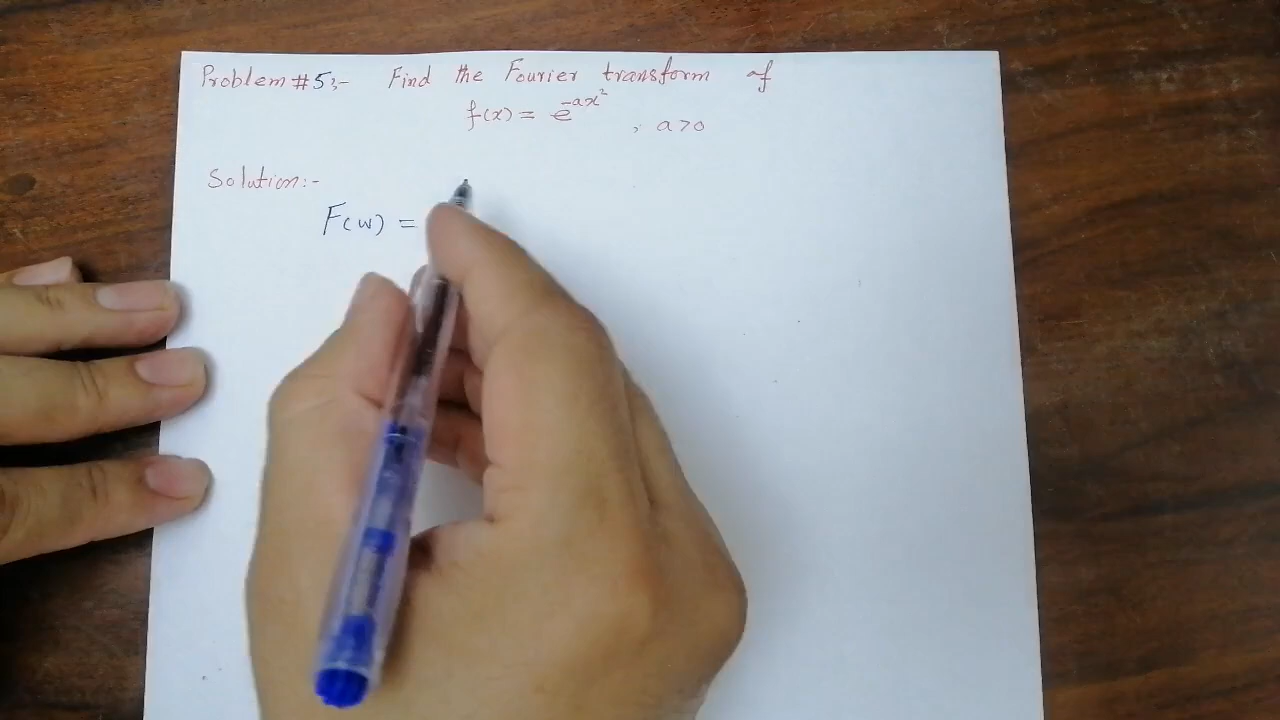 Problem #5:- Find the Fourier transform of
f(x) = e^{-ax²} , a>0
Solution:-
F(w) =